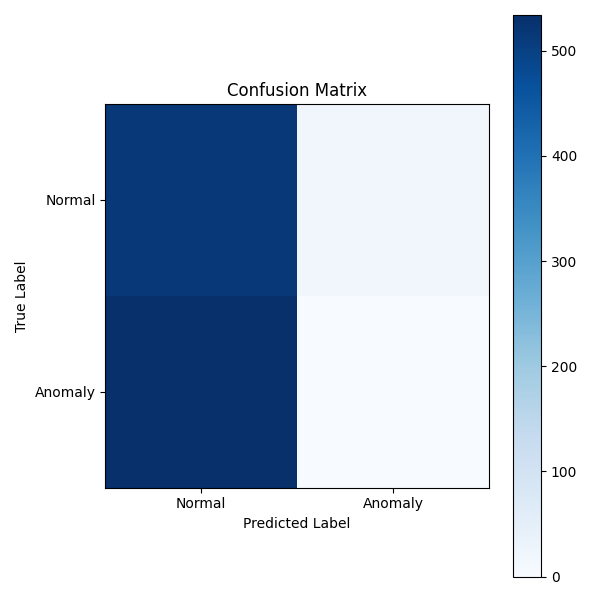 Confusion Matrix
True Label
Normal
Anomaly
Normal
Anomaly
Predicted Label
500
400
300
200
100
0